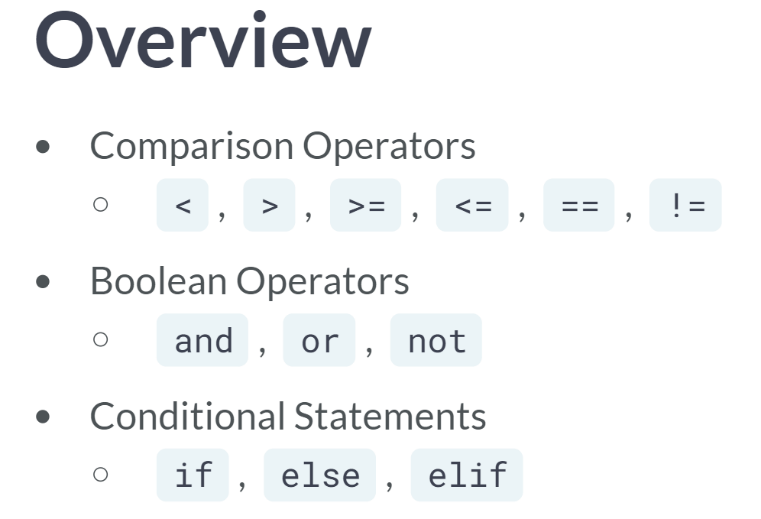 Overview
• Comparison Operators
○ <, >, >=, <=, ==, !=
• Boolean Operators
○ and, or, not
• Conditional Statements
○ if, else, elif